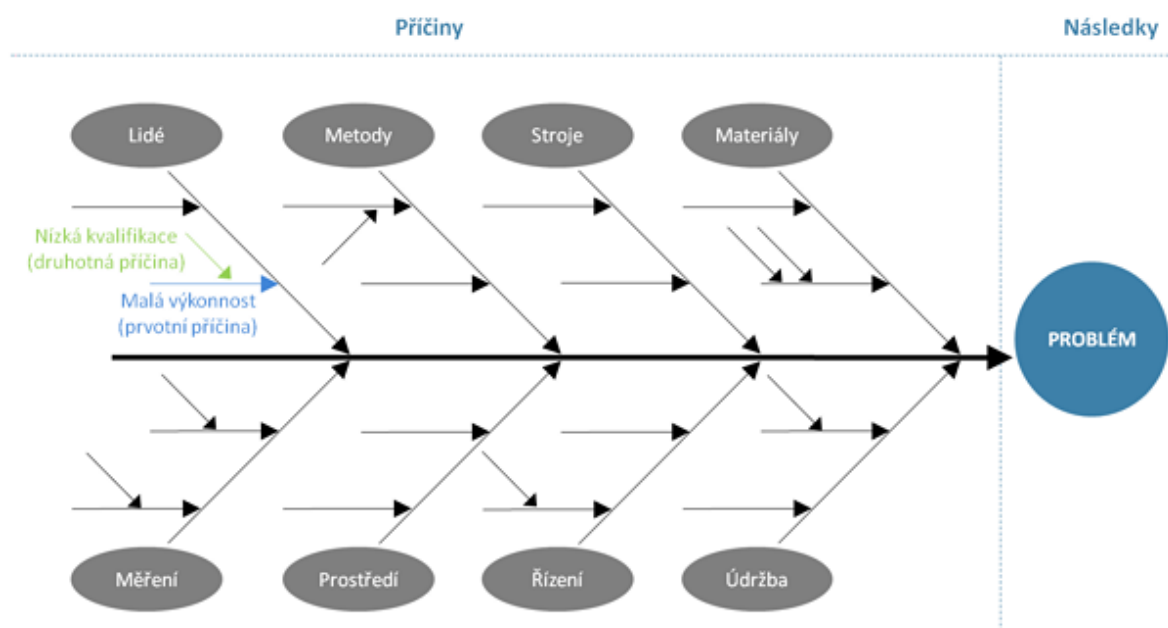 Příčiny
Následky
Lidé
Metody
Stroje
Materiály
Nízká kvalifikace
(druhotná příčina)
Malá výkonnost
(prvotní příčina)
PROBLÉM
Měření
Prostředí
Řízení
Údržba